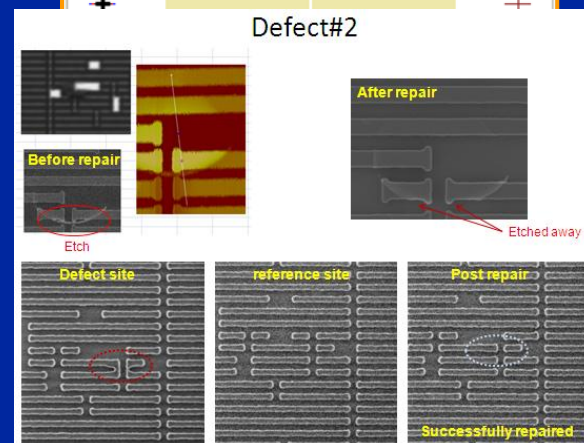 Defect#2
Before repair
Etch
After repair
Etched away
Defect site
reference site
Post repair
Successfully repaired